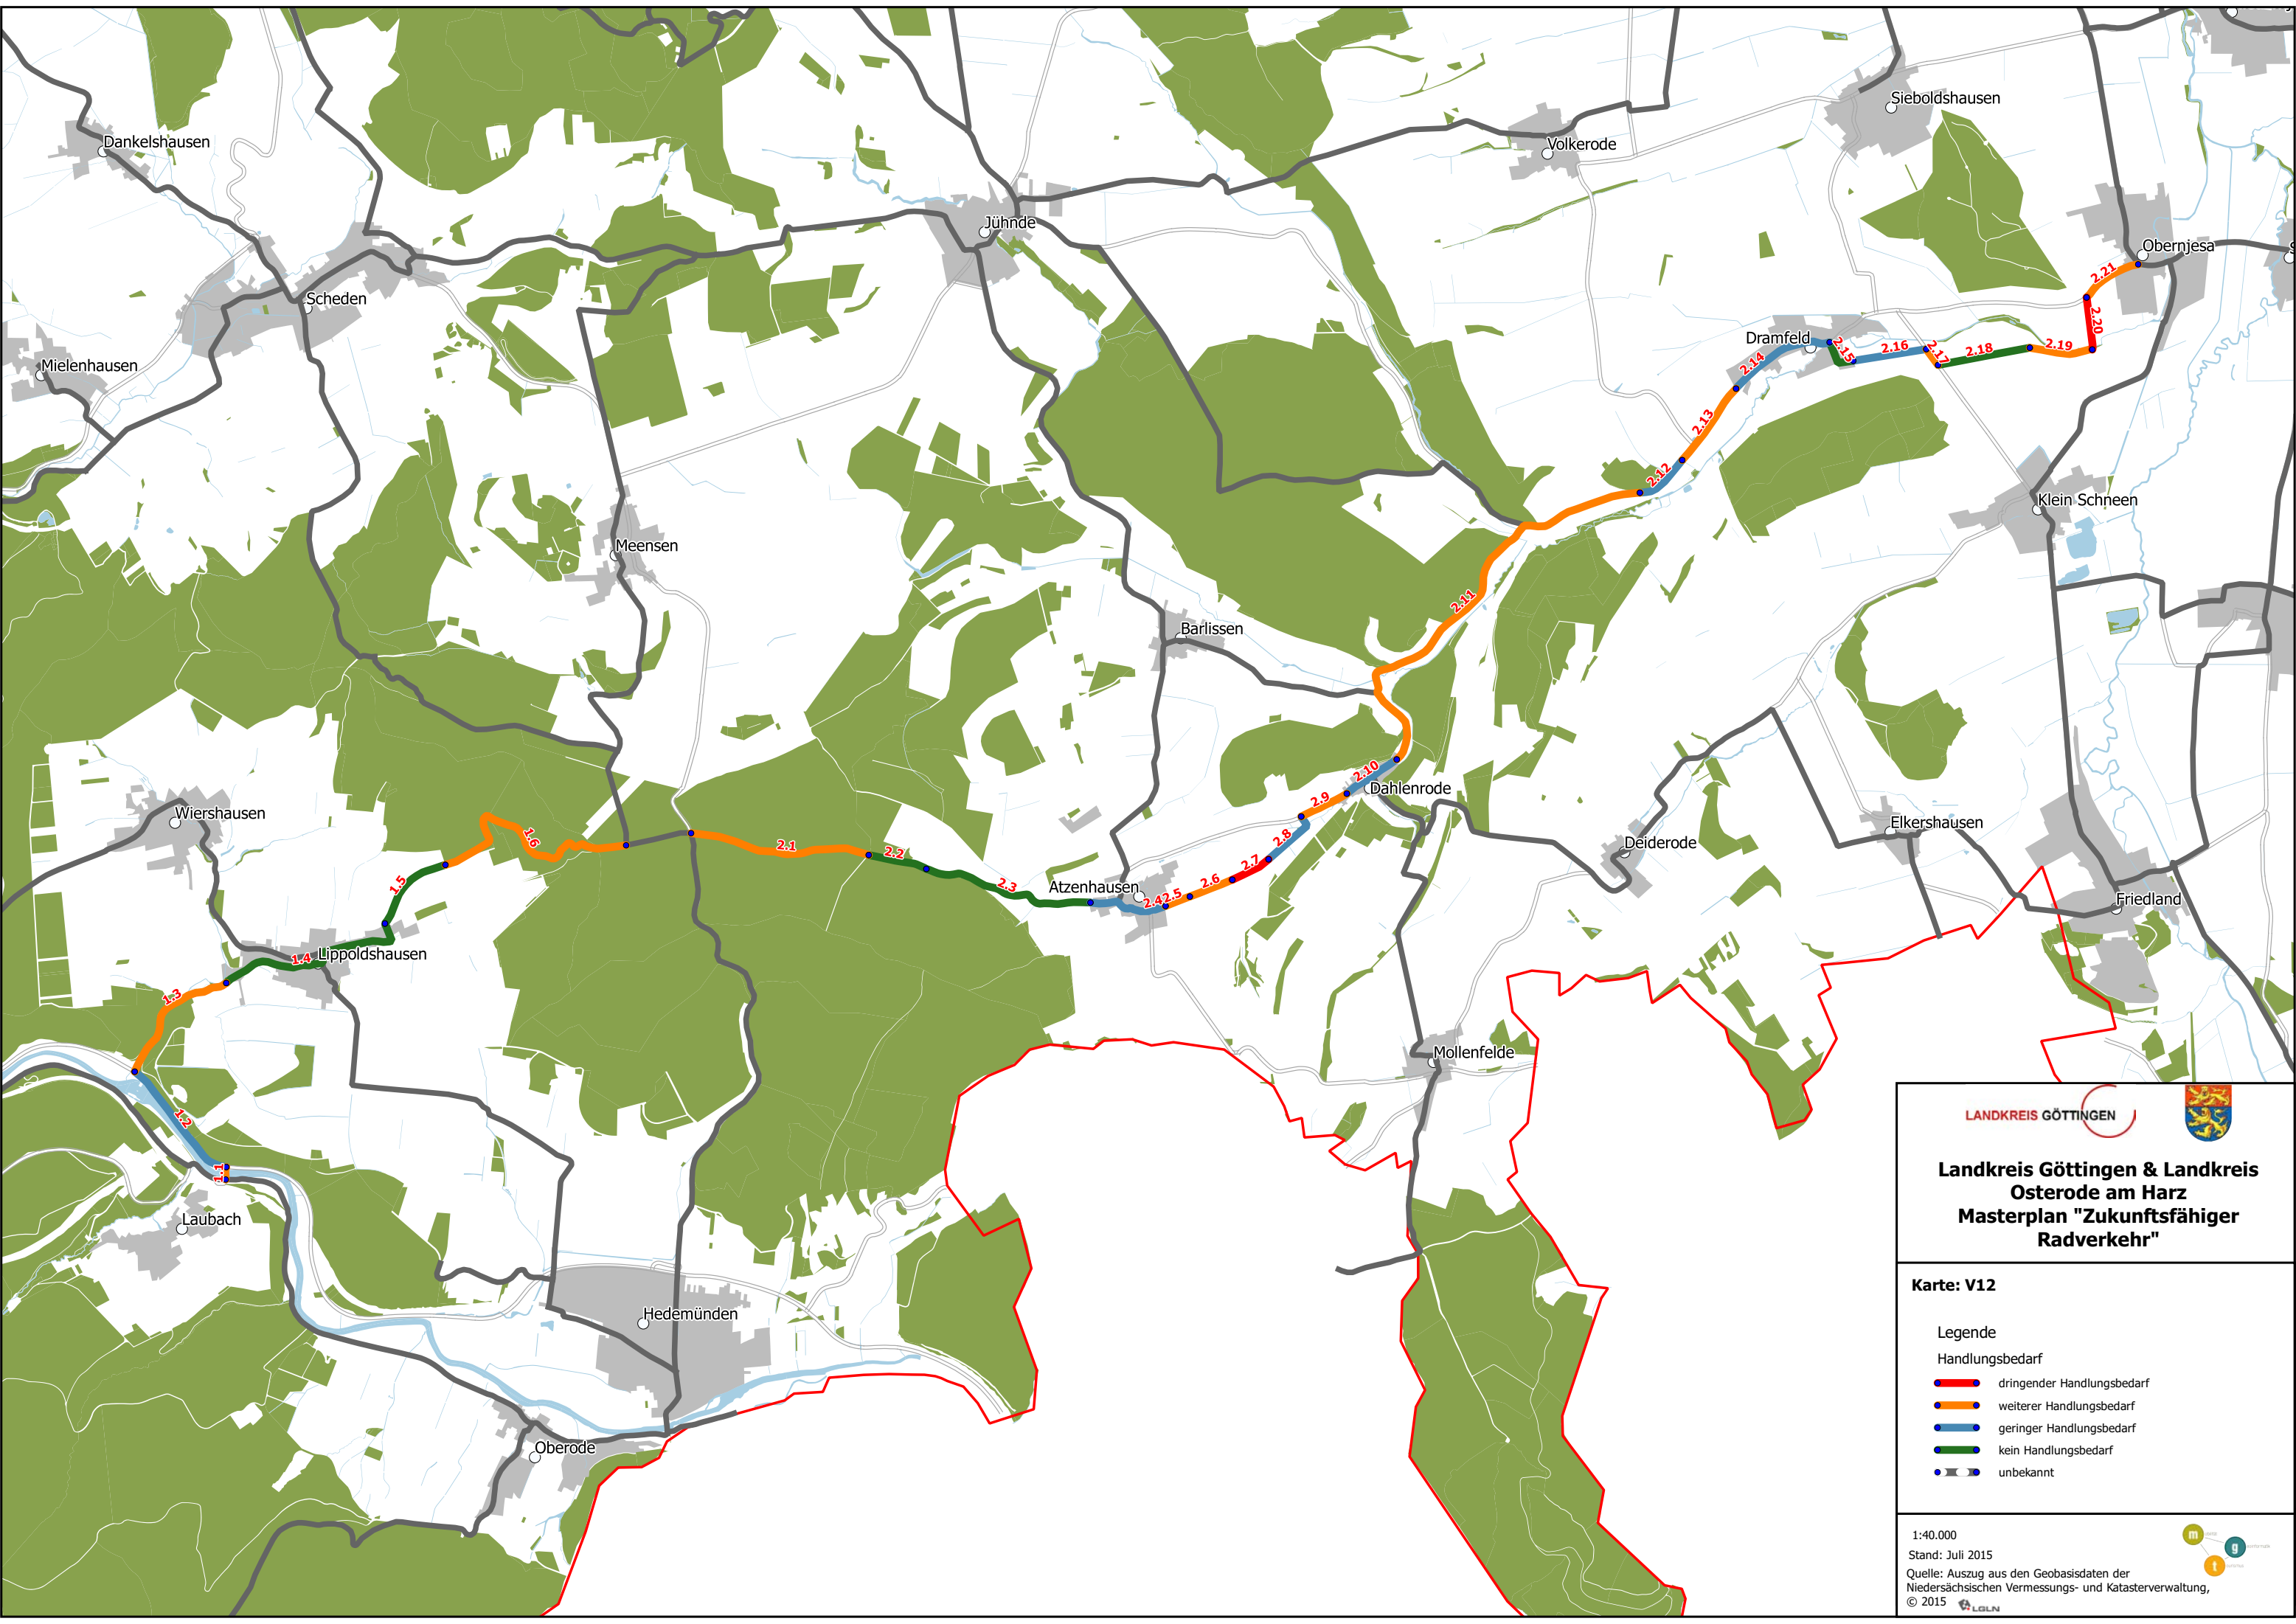 Dankelshausen
Mielenhausen
Scheden
Jühnde
Volkerode
Sieboldshausen
Obernjesa
Dramfeld
Klein Schneen
Meensen
Barlissen
Wiershausen
Lippoldshausen
Atzenhausen
Dahlenrode
Deiderode
Elkershausen
Friedland
Mollenfelde
Laubach
Hedemünden
Oberode
1.1
1.2
1.3
1.4
1.5
1.6
2.1
2.2
2.3
2.4
2.5
2.6
2.7
2.8
2.9
2.10
2.11
2.12
2.13
2.14
2.15
2.16
2.17
2.18
2.19
2.20
2.21
LANDKREIS GÖTTINGEN
Landkreis Göttingen & Landkreis
Osterode am Harz
Masterplan "Zukunftsfähiger
Radverkehr"
Karte: V12
Legende
Handlungsbedarf
dringender Handlungsbedarf
weiterer Handlungsbedarf
geringer Handlungsbedarf
kein Handlungsbedarf
unbekannt
1:40.000
Stand: Juli 2015
Quelle: Auszug aus den Geobasisdaten der
Niedersächsischen Vermessungs- und Katasterverwaltung,
© 2015 LGLN
m
g
t